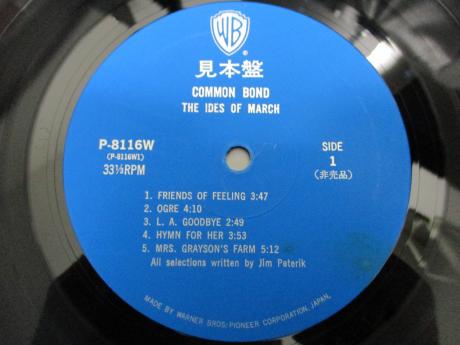 WB
®
見本盤
COMMON BOND
THE IDES OF MARCH
P-8116W
(P-8116W1)
33⅓RPM
SIDE
1
(非売品)
1. FRIENDS OF FEELING 3:47
2. OGRE 4:10
3. L. A. GOODBYE 2:49
4. HYMN FOR HER 3:53
5. MRS. GRAYSON'S FARM 5:12
All selections written by Jim Peterik
MADE BY WARNER BROS; PIONEER CORPORATION, JAPAN.